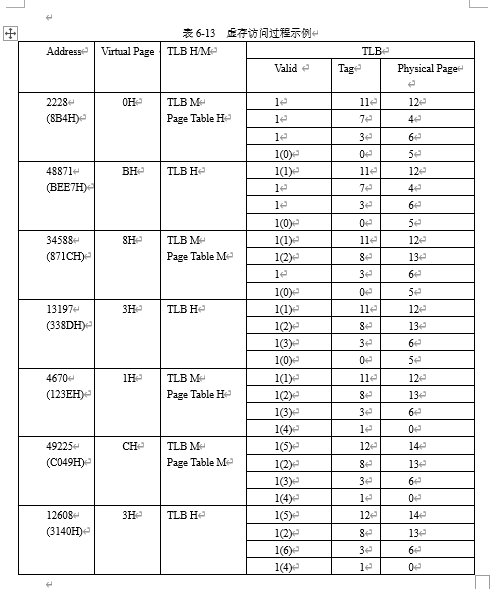 表 6-13 虚存访问过程示例
Address Virtual Page TLB H/M TLB
Valid Tag Physical Page
2228 0H TLB M 1 11 12
(8B4H) Page Table H 1 7 4
1 3 6
1(0) 0 5
48871 BH TLB H 1(1) 11 12
(BEE7H) 1 7 4
1 3 6
1(0) 0 5
34588 8H TLB M 1(1) 11 12
(871CH) Page Table M 1(2) 8 13
1 3 6
1(0) 0 5
13197 3H TLB H 1(1) 11 12
(338DH) 1(2) 8 13
1(3) 3 6
1(0) 0 5
4670 1H TLB M 1(1) 11 12
(123EH) Page Table H 1(2) 8 13
1(3) 3 6
1(4) 1 0
49225 CH TLB M 1(5) 12 14
(C049H) Page Table M 1(2) 8 13
1(3) 3 6
1(4) 1 0
12608 3H TLB H 1(5) 12 14
(3140H) 1(2) 8 13
1(6) 3 6
1(4) 1 0